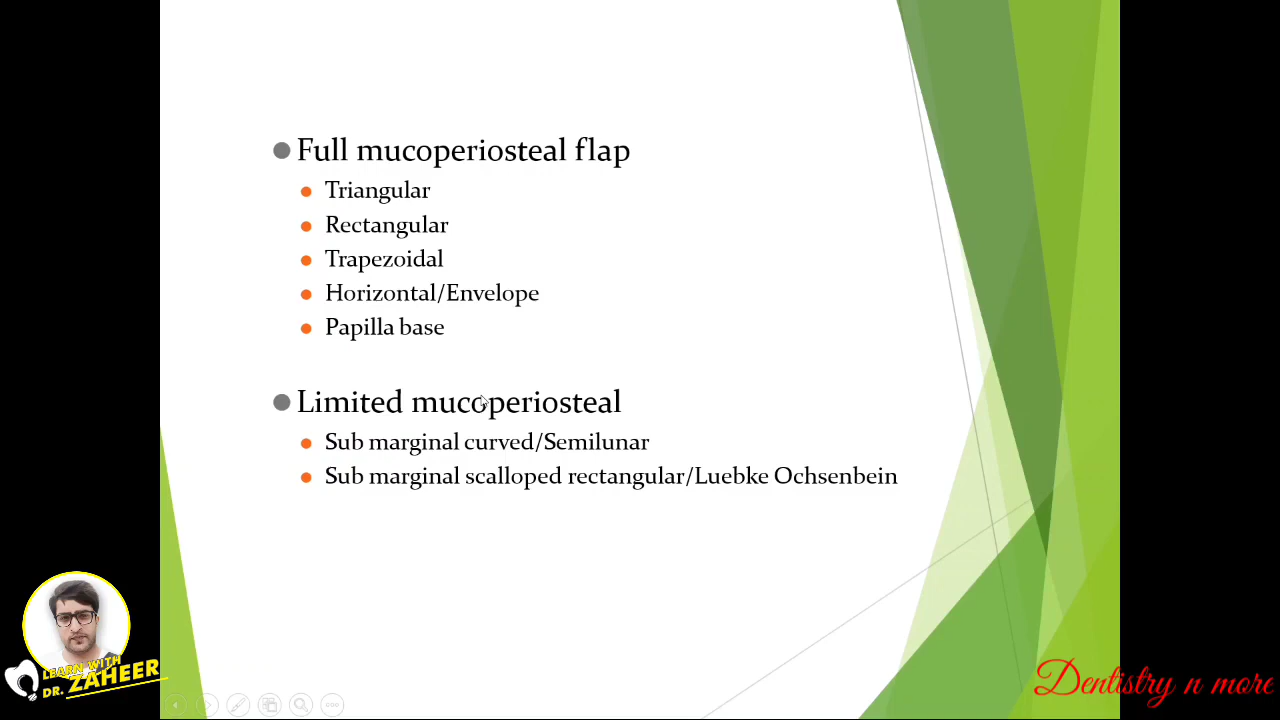 Full mucoperiosteal flap
Triangular
Rectangular
Trapezoidal
Horizontal/Envelope
Papilla base
Limited mucoperiosteal
Sub marginal curved/Semilunar
Sub marginal scalloped rectangular/Luebke Ochsenbein
LEARN WITH
DR. ZAHEER
Dentistry n more